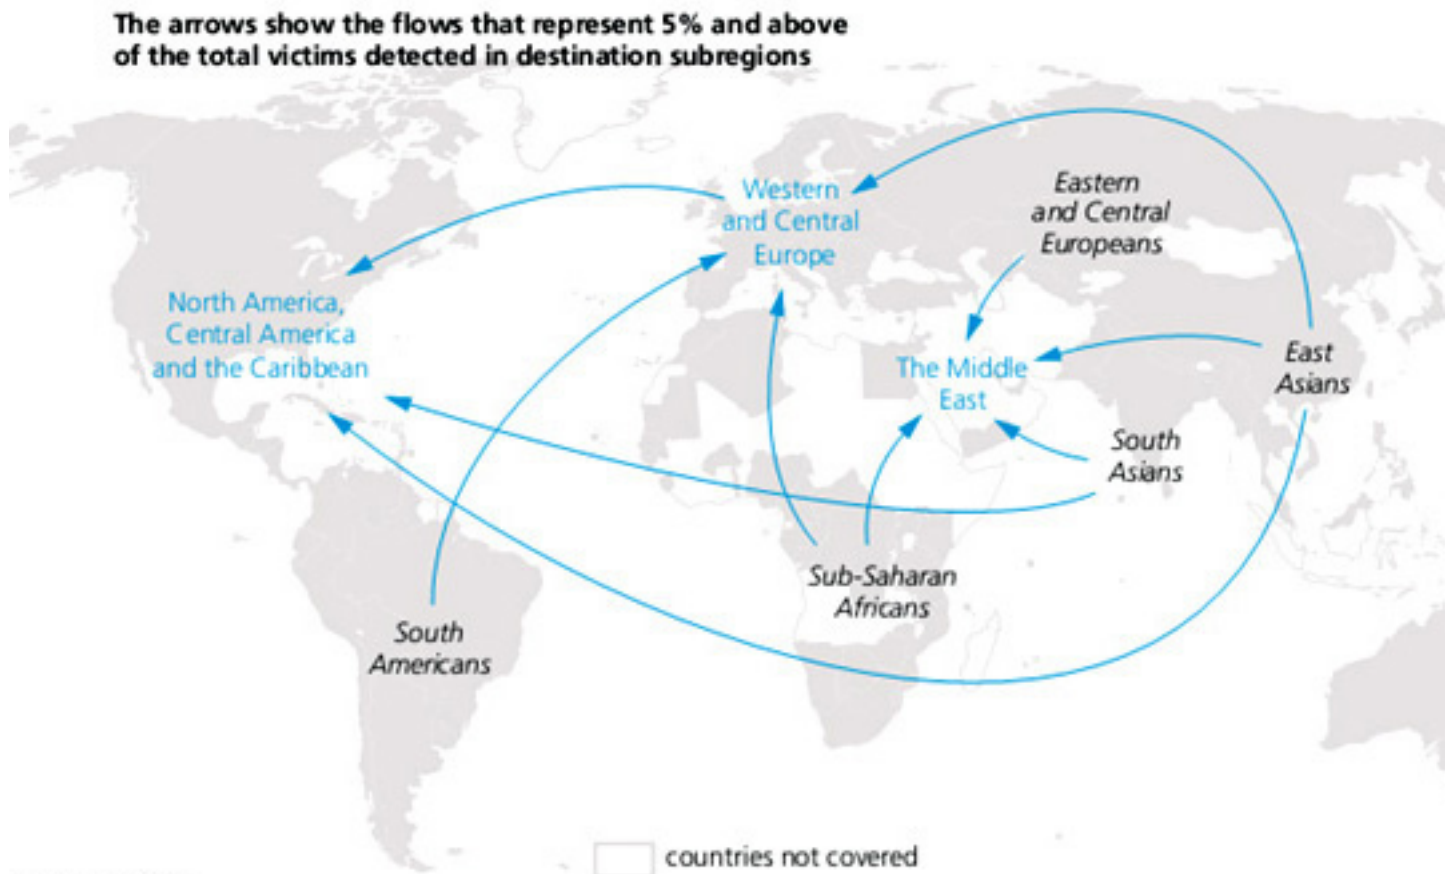 The arrows show the flows that represent 5% and above
of the total victims detected in destination subregions
Western
and Central
Europe
Eastern
and Central
Europeans
North America,
Central America
and the Caribbean
The Middle
East
East
Asians
South
Asians
Sub-Saharan
Africans
South
Americans
countries not covered